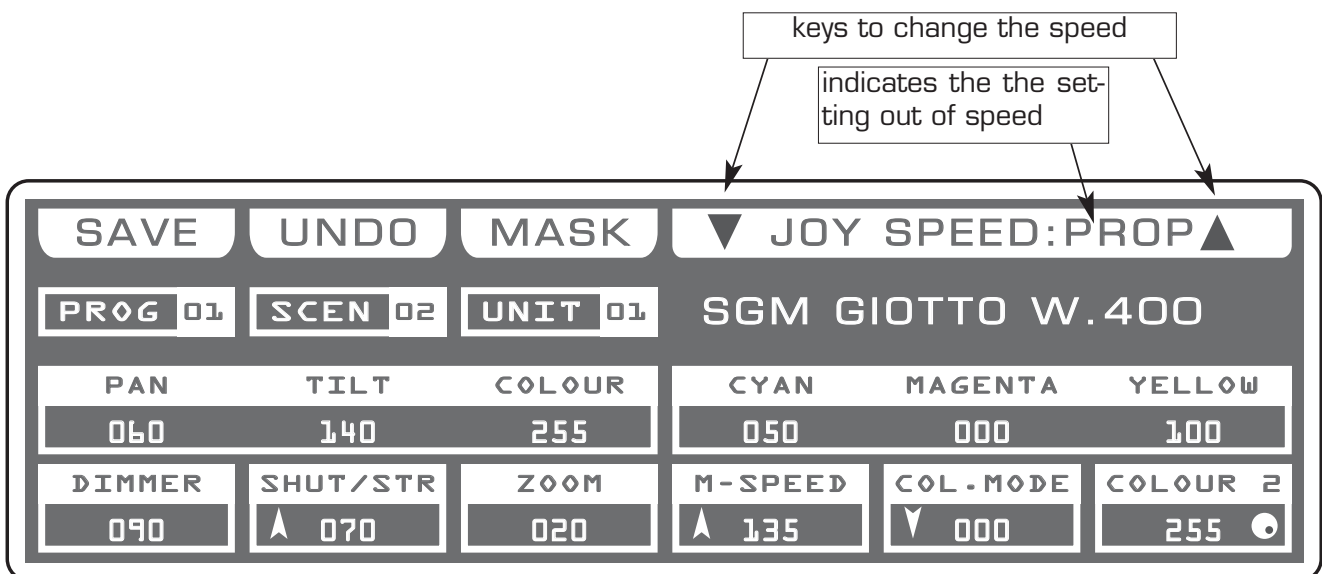 keys to change the speed
indicates the the set-
ting out of speed
SAVE UNDO MASK ▼ JOY SPEED:PROP▲
PROG 01 SCEN 02 UNIT 01 SGM GIOTTO W.400
PAN TILT COLOUR CYAN MAGENTA YELLOW
060 140 255 050 000 100
DIMMER SHUT/STR ZOOM M-SPEED COL.MODE COLOUR 2
090 070 020 135 000 255